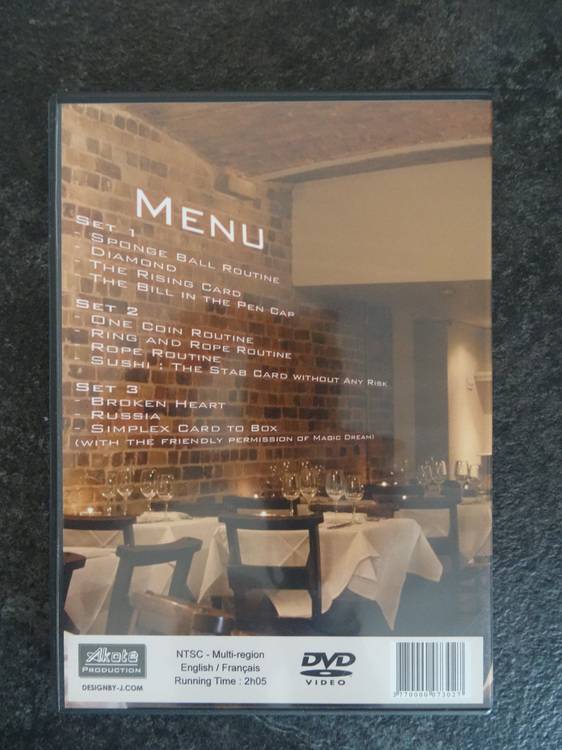 MENU
SET 1
- SPONGE BALL ROUTINE
- DIAMOND
- THE RISING CARD
- THE BILL IN THE PEN CAP
SET 2
- ONE COIN ROUTINE
- RING AND ROPE ROUTINE
- ROPE ROUTINE
- SUSHI : THE STAB CARD WITHOUT ANY RISK
SET 3
- BROKEN HEART
- RUSSIA
- SIMPLEX CARD TO BOX
(WITH THE FRIENDLY PERMISSION OF MAGIC DREAM)
Akote
PRODUCTION
DESIGNBY-J.COM
NTSC - Multi-region
English / Français
Running Time : 2h05
DVD
VIDEO
3770000073027